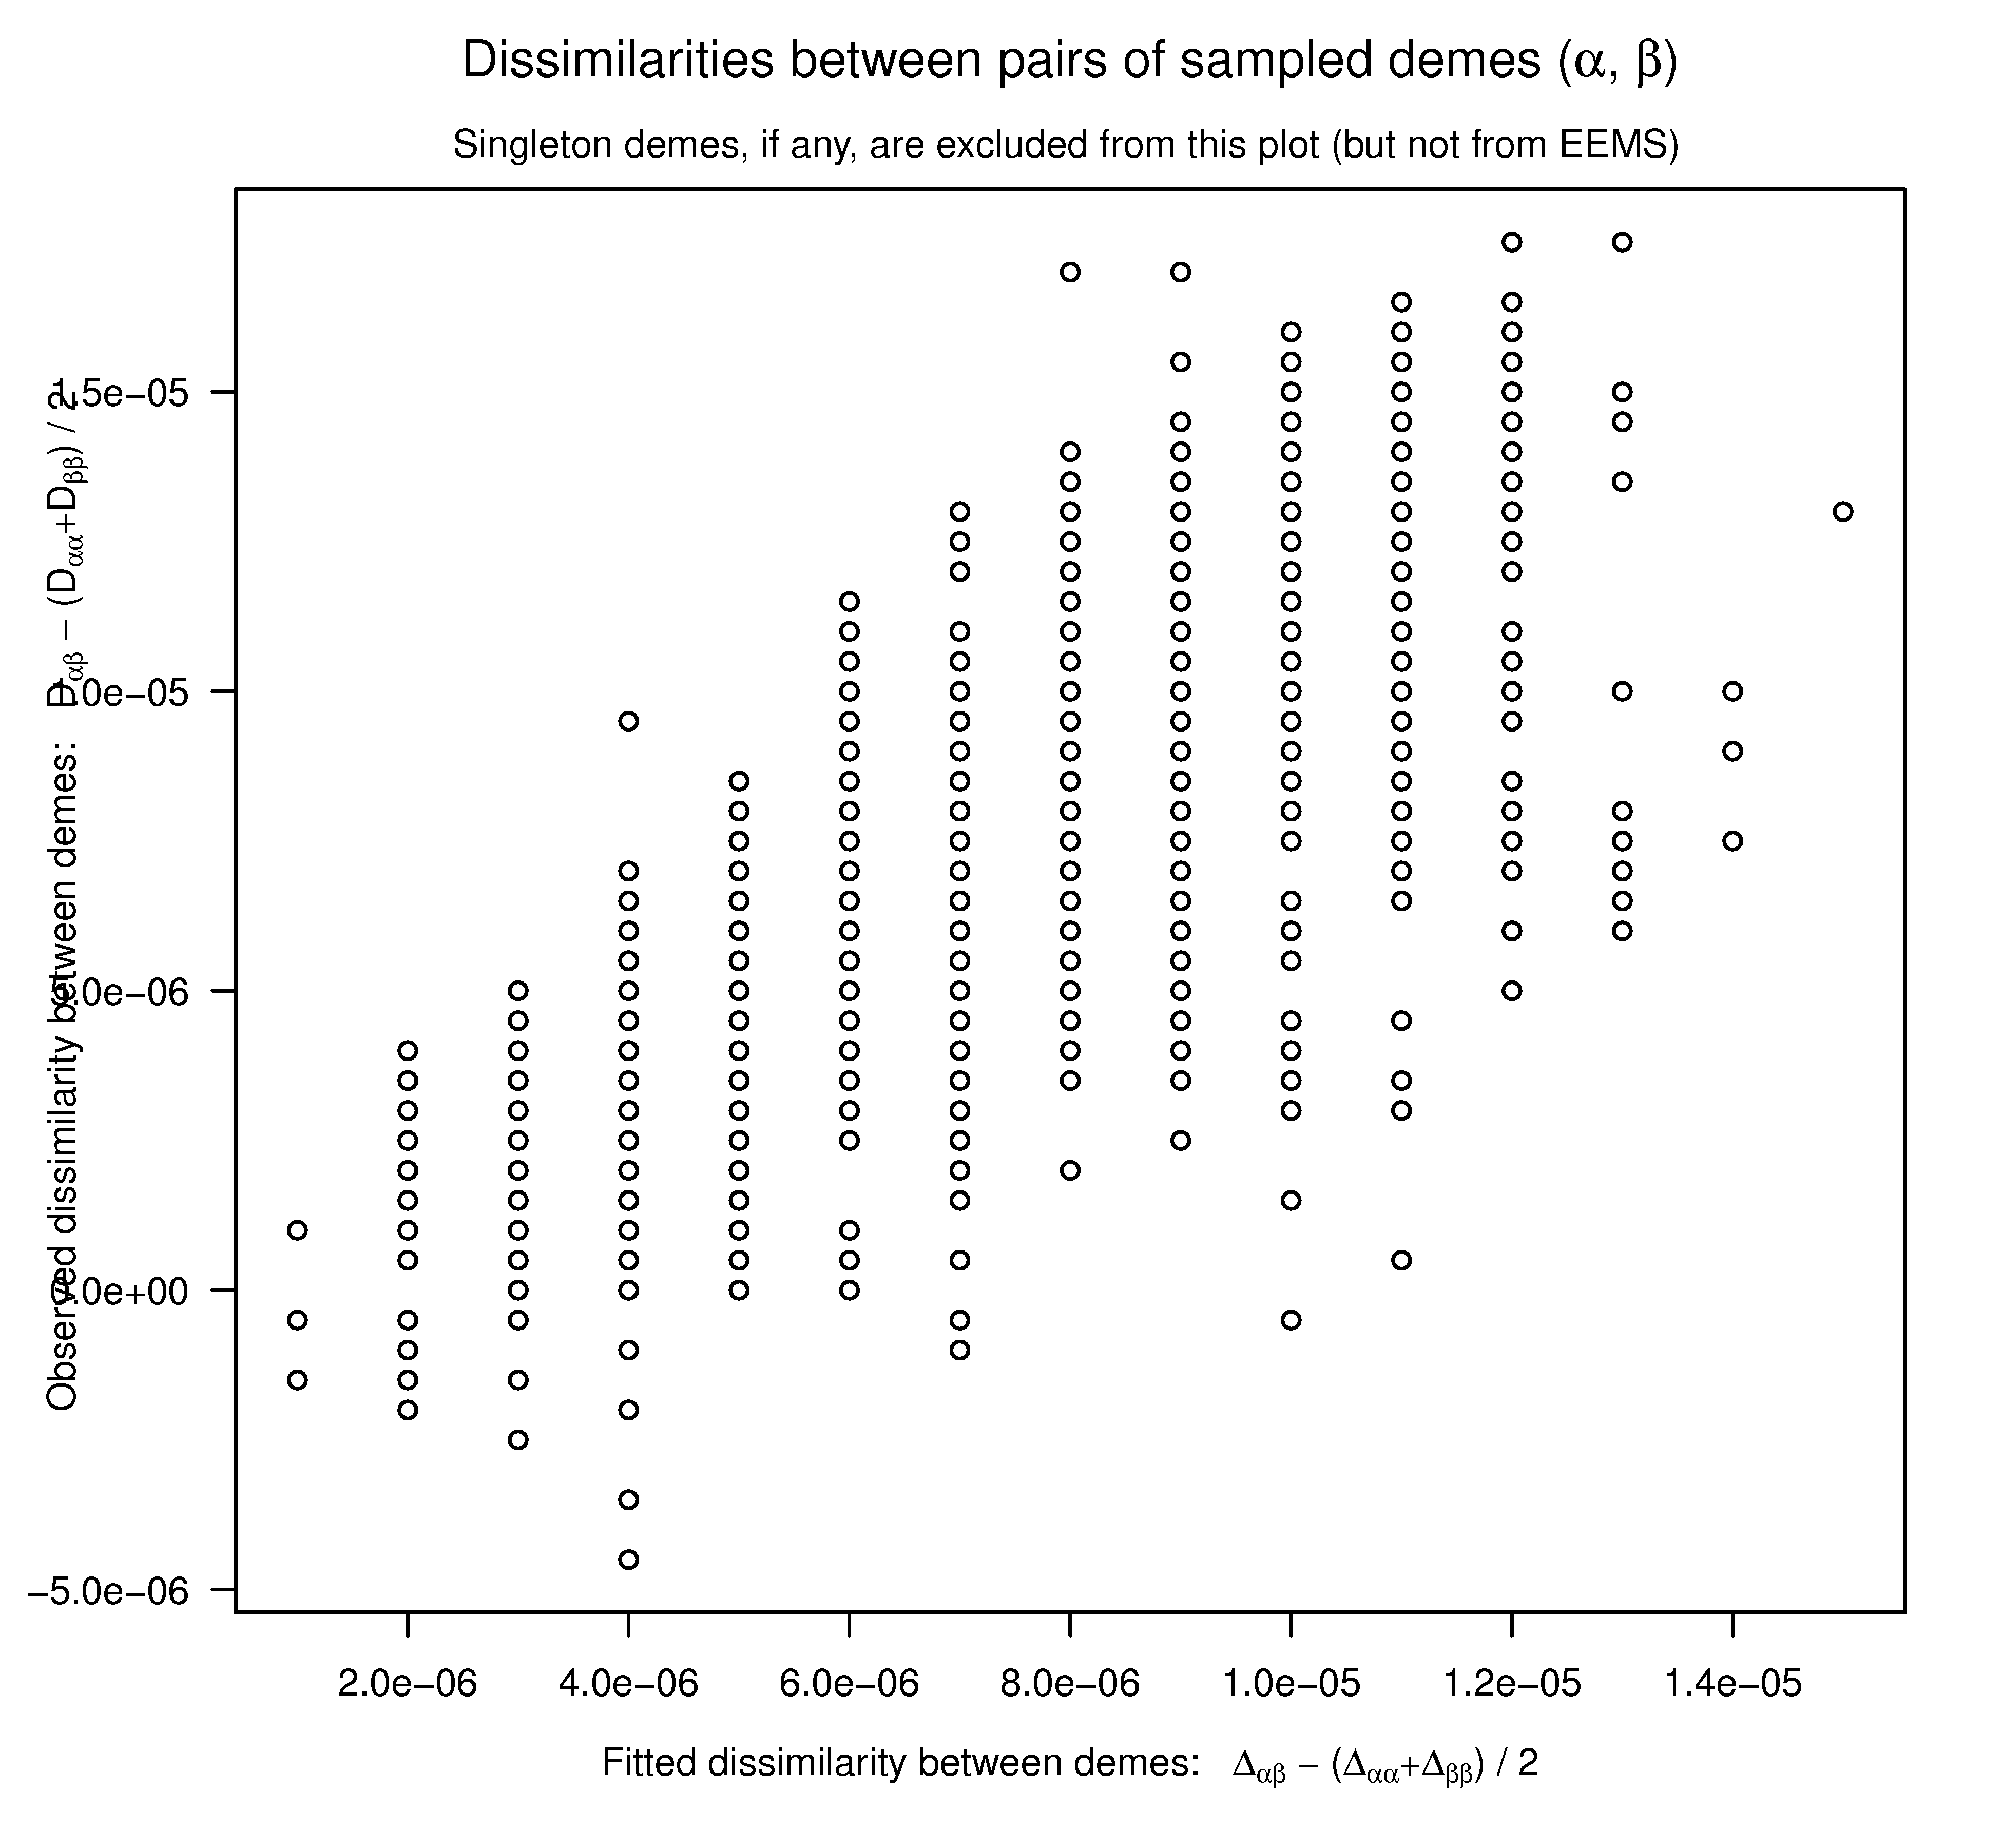 Dissimilarities between pairs of sampled demes (α, β)
Singleton demes, if any, are excluded from this plot (but not from EEMS)
Observed dissimilarity between demes: Dαβ − (Dαα+Dββ) / 2
1.5e−05
1.0e−05
5.0e−06
0.0e+00
−5.0e−06
2.0e−06 4.0e−06 6.0e−06 8.0e−06 1.0e−05 1.2e−05 1.4e−05
Fitted dissimilarity between demes: Δαβ − (Δαα+Δββ) / 2